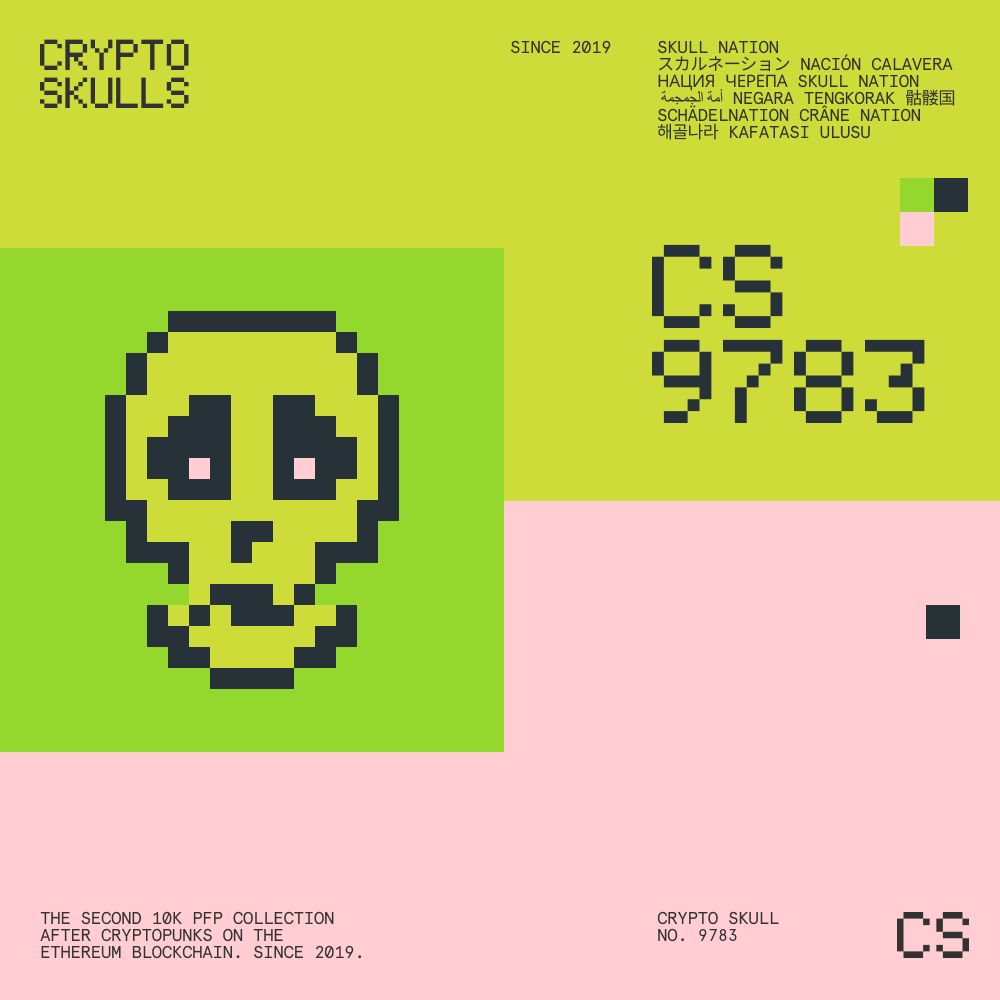 CRYPTO
SKULLS
SINCE 2019
SKULL NATION
スカルネーション NACIÓN CALAVERA
НАЦИЯ ЧЕРЕПА SKULL NATION
أمة الجمجمة NEGARA TENGKORAK 骷髅国
SCHÄDELNATION CRÂNE NATION
해골나라 KAFATASI ULUSU
CS
9783
THE SECOND 10K PFP COLLECTION
AFTER CRYPTOPUNKS ON THE
ETHEREUM BLOCKCHAIN. SINCE 2019.
CRYPTO SKULL
NO. 9783
CS